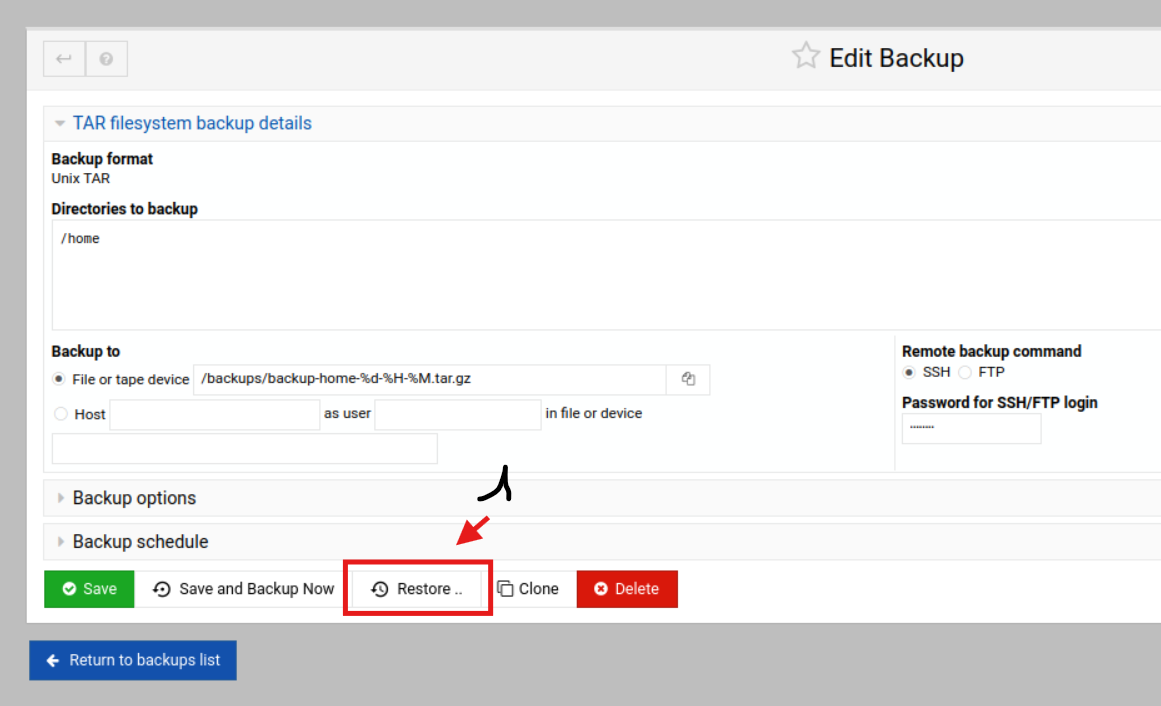 Edit Backup
TAR filesystem backup details
Backup format
Unix TAR
Directories to backup
/home
Backup to
File or tape device /backups/backup-home-%d-%H-%M.tar.gz
Host as user in file or device
Remote backup command
SSH FTP
Password for SSH/FTP login
........
Backup options
Backup schedule
Save Save and Backup Now Restore .. Clone Delete
Return to backups list